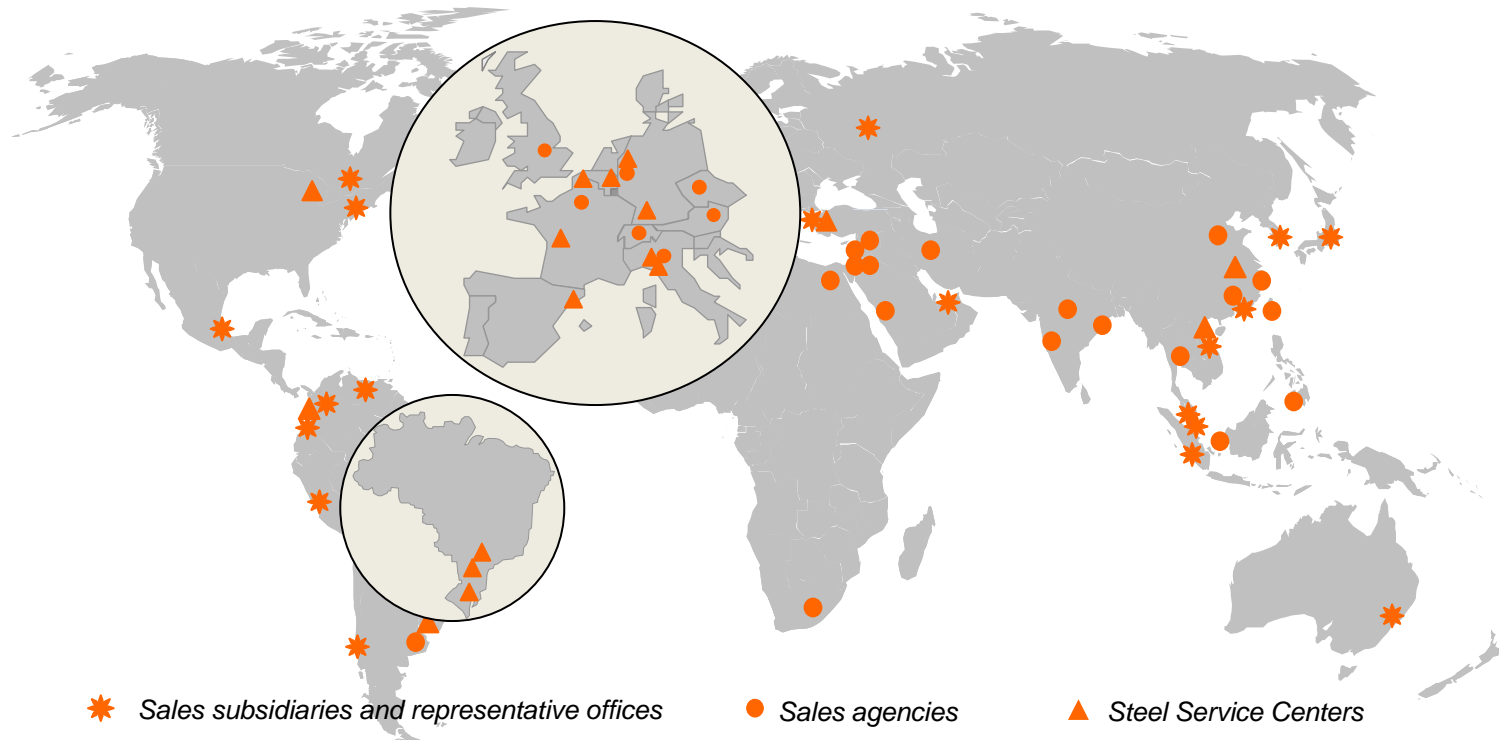 Sales subsidiaries and representative offices
Sales agencies
Steel Service Centers